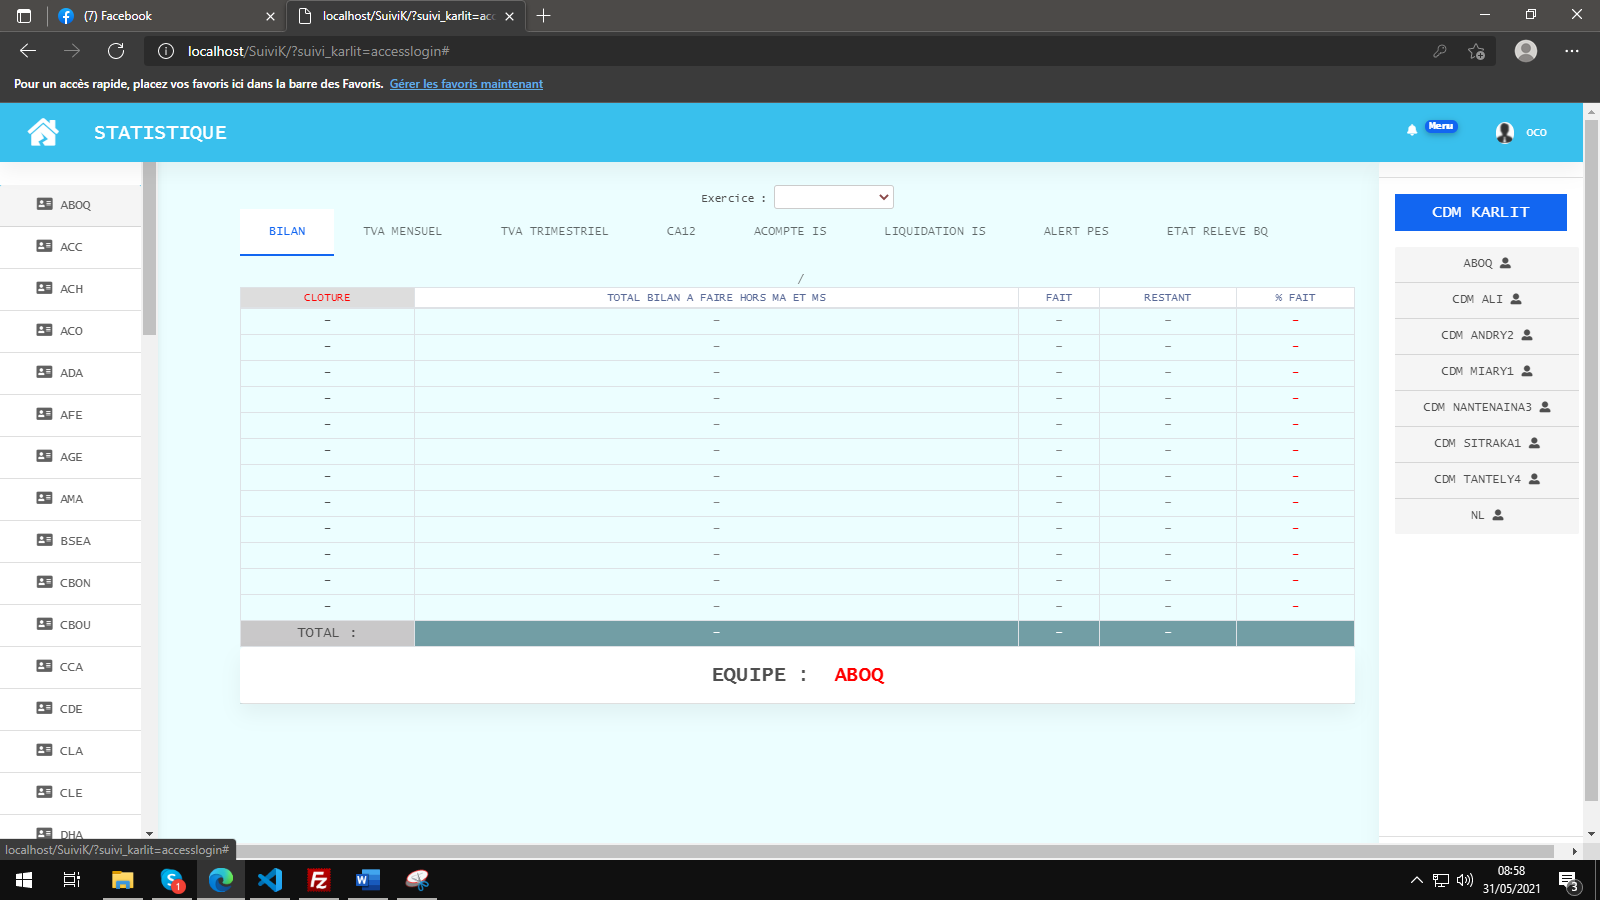 (7) Facebook
localhost/SuiviK/?suivi_karlit=acc
localhost/SuiviK/?suivi_karlit=accesslogin#
Pour un accès rapide, placez vos favoris ici dans la barre des Favoris. Gérer les favoris maintenant
STATISTIQUE
Menu
oco
ABOQ
ACC
ACH
ACO
ADA
AFE
AGE
AMA
BSEA
CBON
CBOU
CCA
CDE
CLA
CLE
DHA
Exercice :
BILAN TVA MENSUEL TVA TRIMESTRIEL CA12 ACOMPTE IS LIQUIDATION IS ALERT PES ETAT RELEVE BQ
/
CLOTURE TOTAL BILAN A FAIRE HORS MA ET MS FAIT RESTANT % FAIT
– – – – –
– – – – –
– – – – –
– – – – –
– – – – –
– – – – –
– – – – –
– – – – –
– – – – –
– – – – –
– – – – –
– – – – –
TOTAL : – – –
EQUIPE : ABOQ
CDM KARLIT
ABOQ
CDM ALI
CDM ANDRY2
CDM MIARY1
CDM NANTENAINA3
CDM SITRAKA1
CDM TANTELY4
NL
localhost/SuiviK/?suivi_karlit=accesslogin#
1
08:58
31/05/2021
3